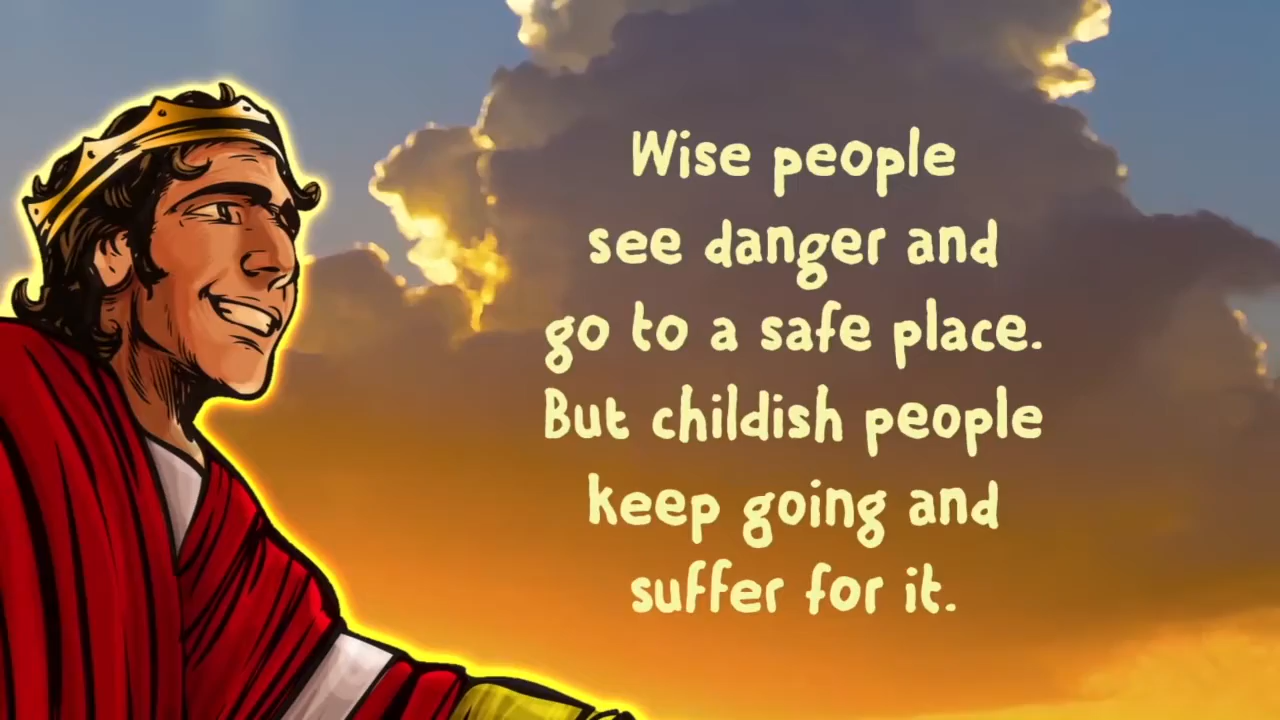 Wise people
see danger and
go to a safe place.
But childish people
keep going and
suffer for it.